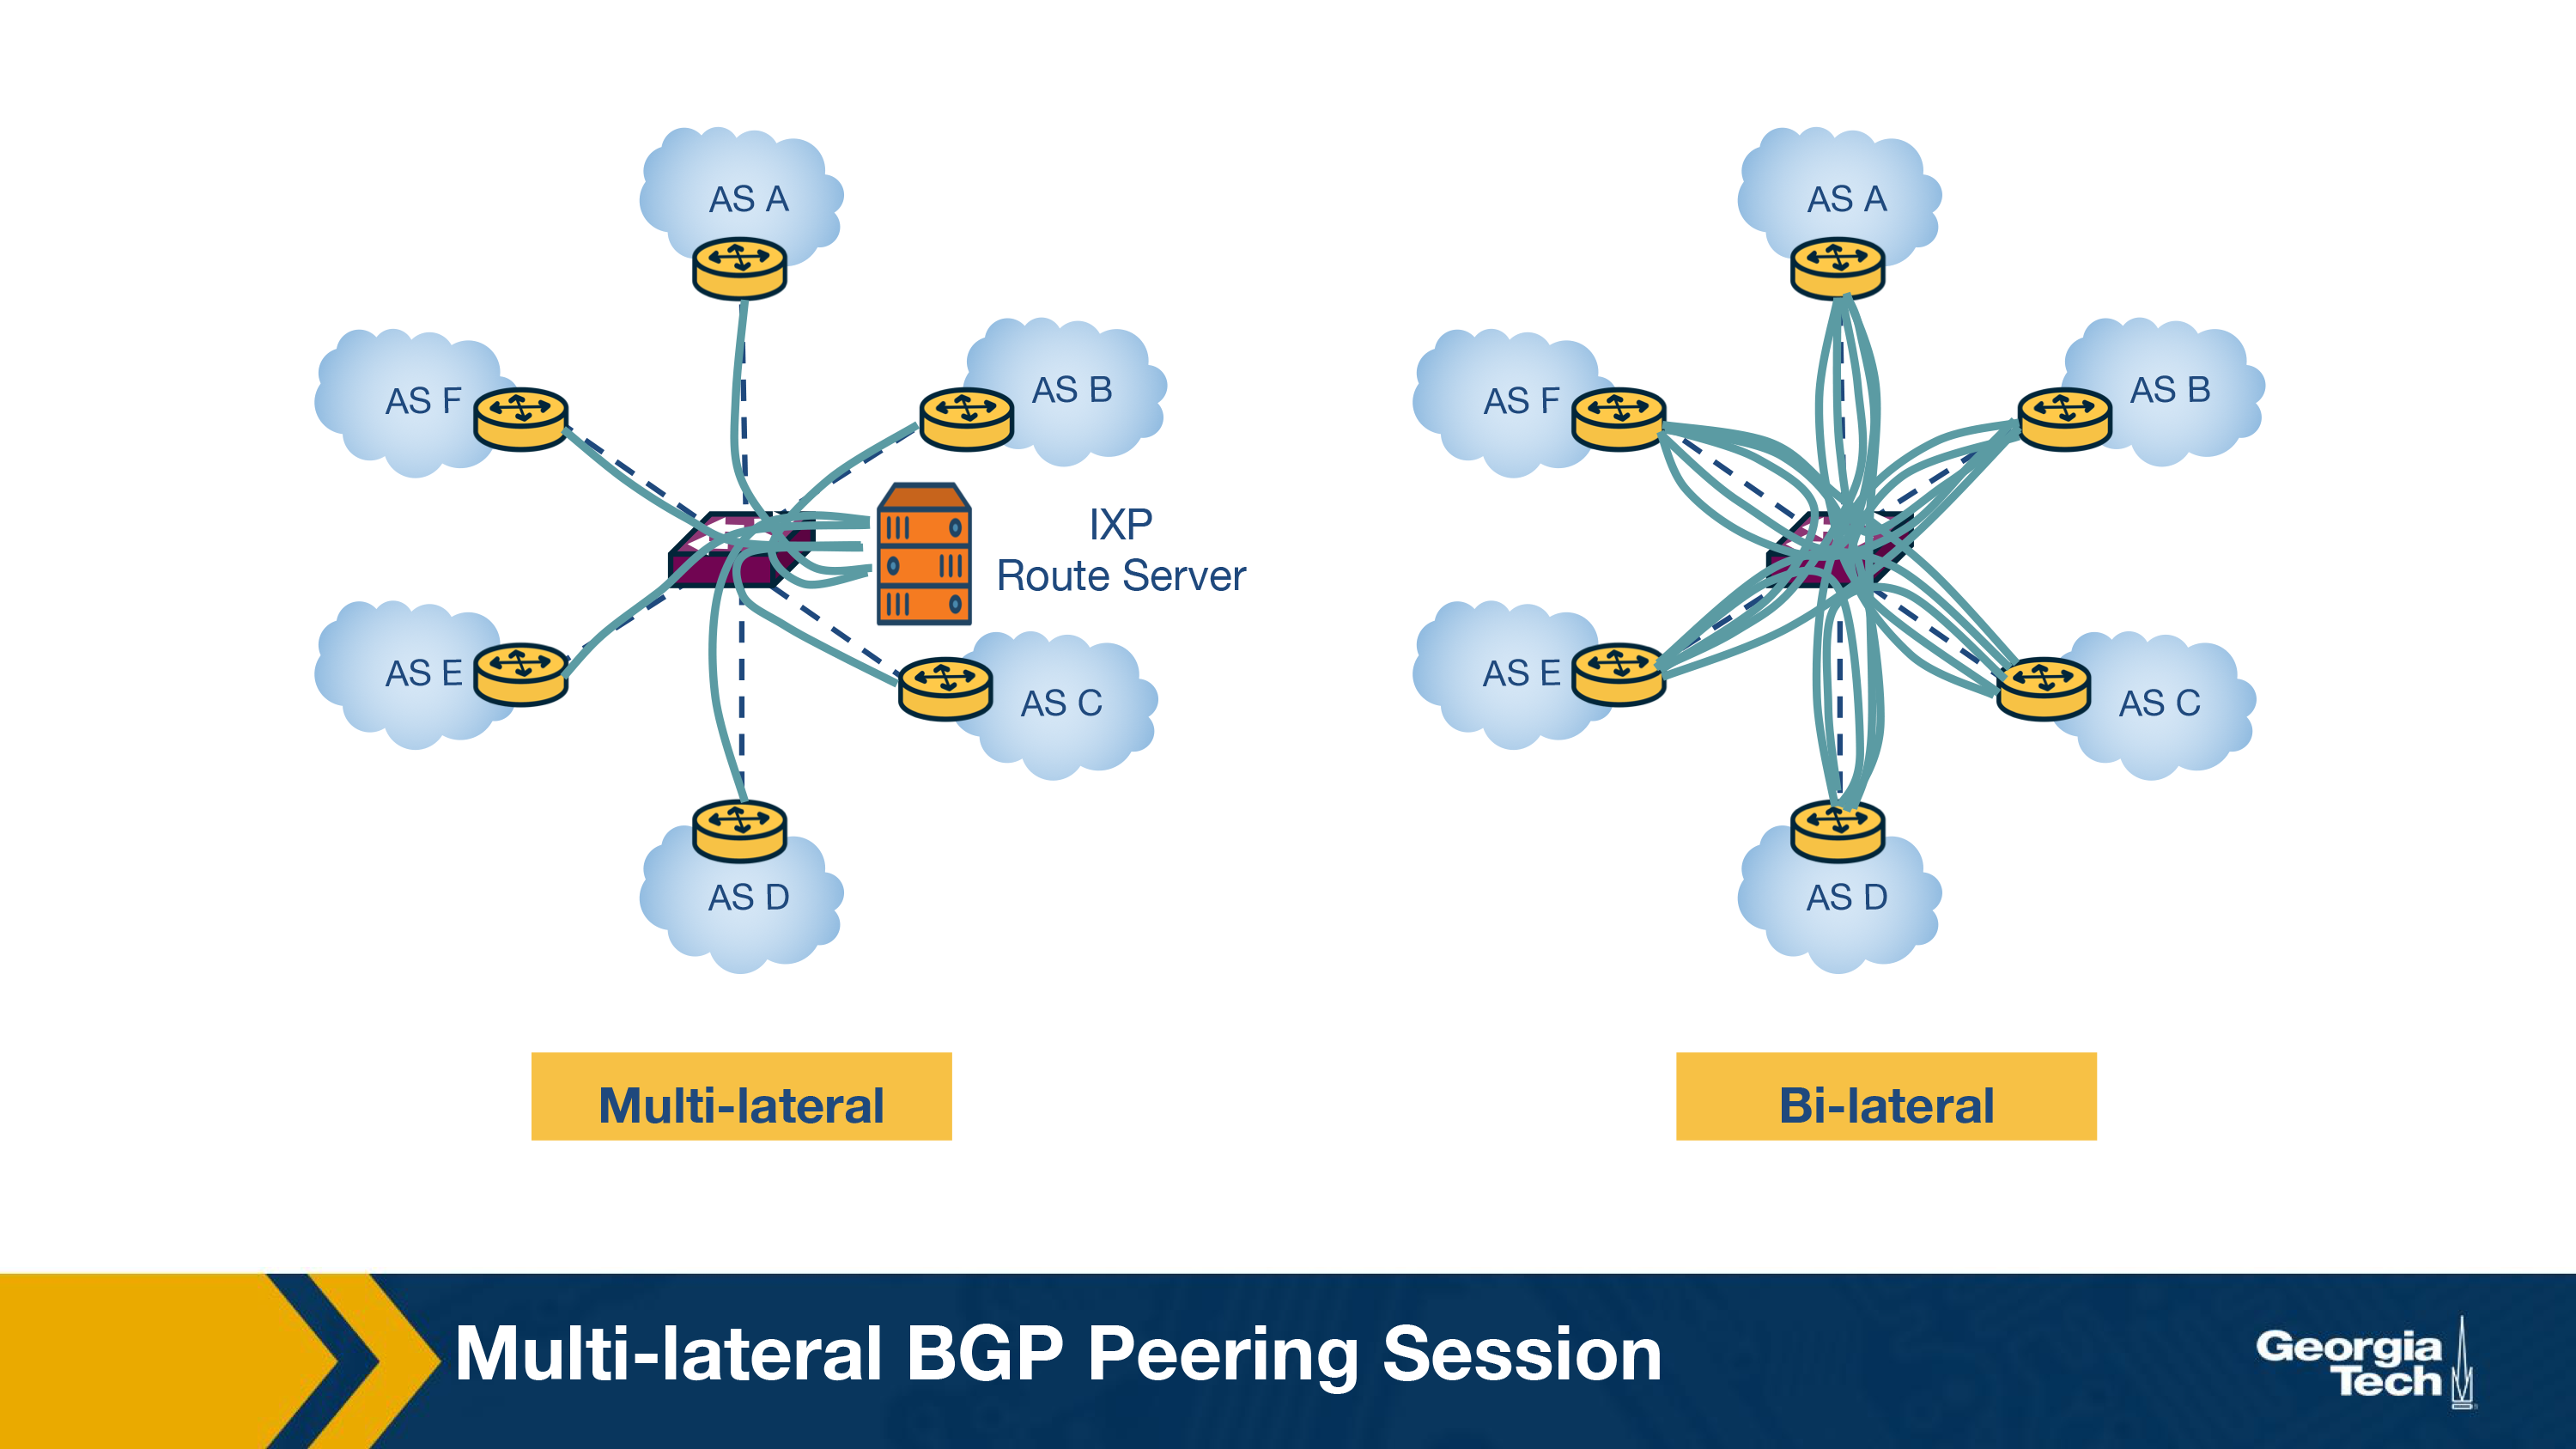 AS A
AS B
AS F
IXP
Route Server
AS E
AS C
AS D
Multi-lateral
AS A
AS B
AS F
AS E
AS C
AS D
Bi-lateral
Multi-lateral BGP Peering Session
Georgia
Tech